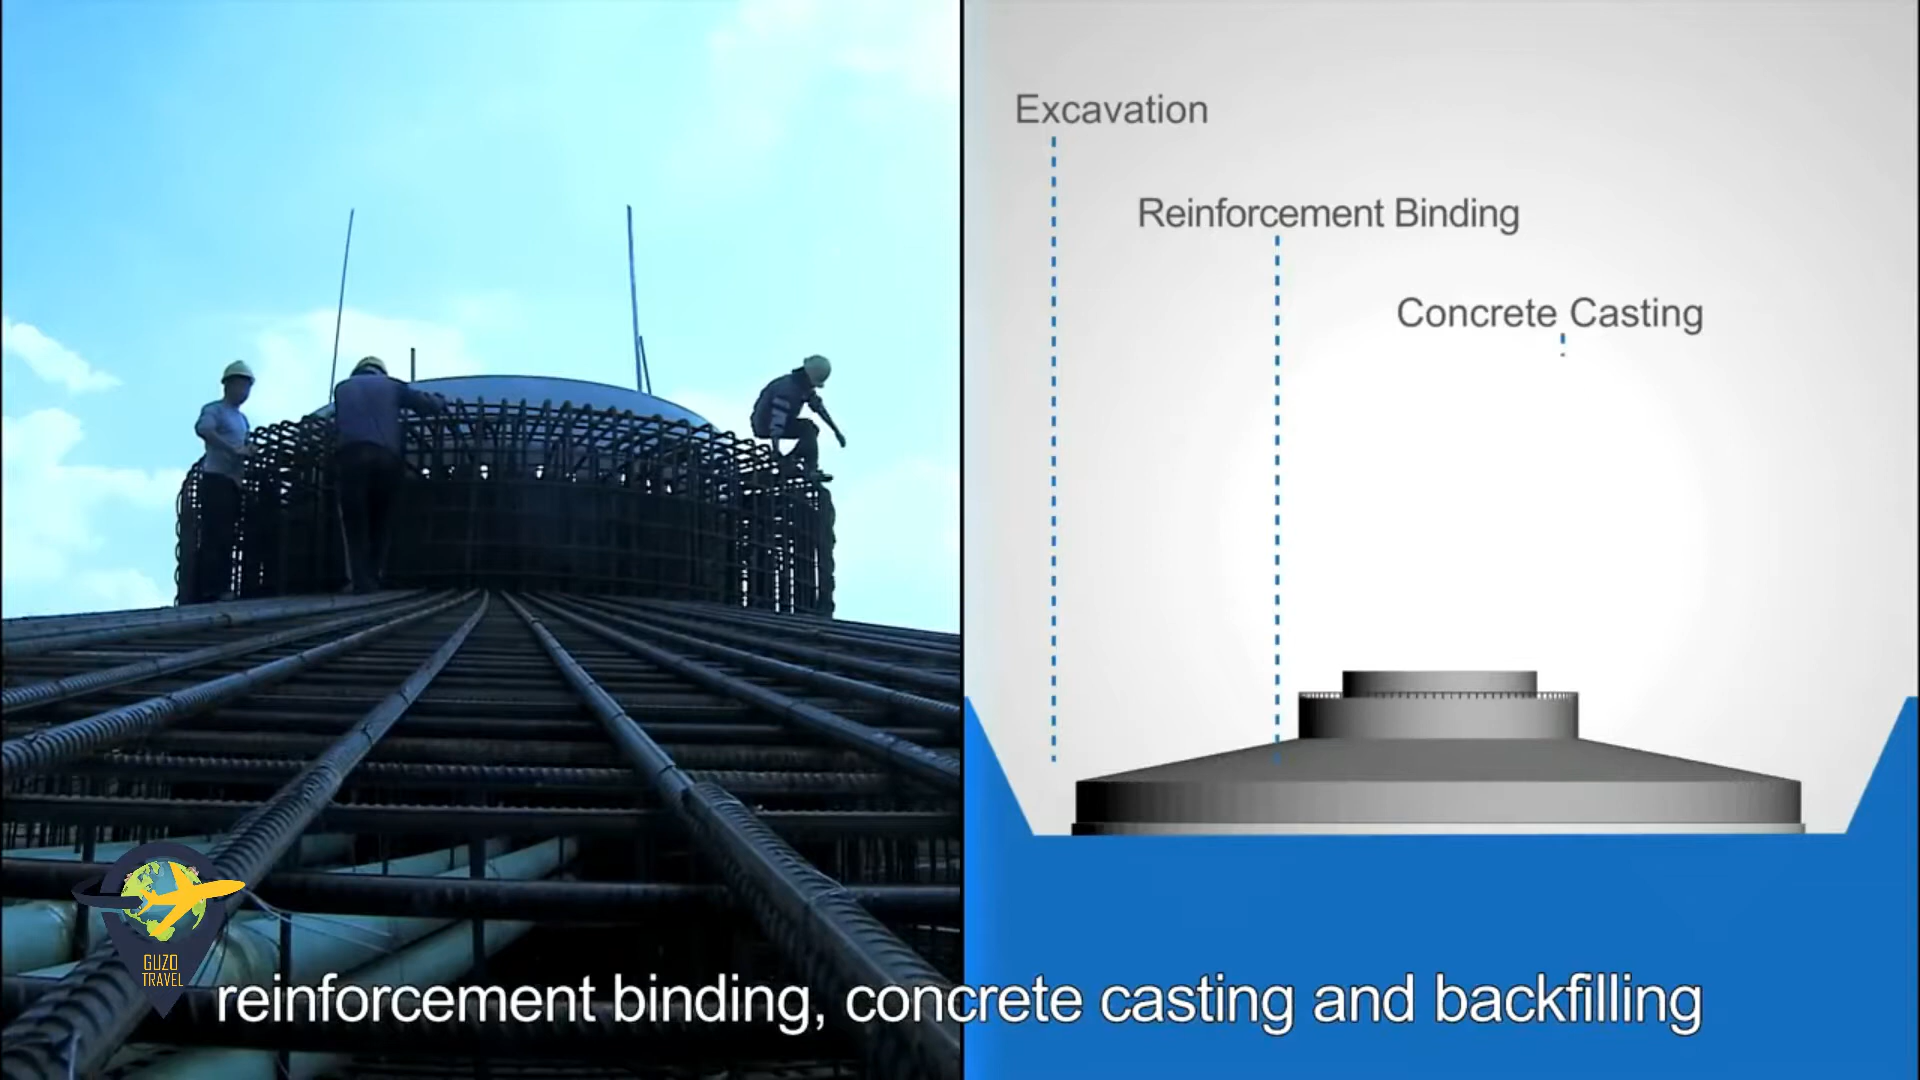 Excavation
Reinforcement Binding
Concrete Casting
GUZO
TRAVEL
reinforcement binding, concrete casting and backfilling